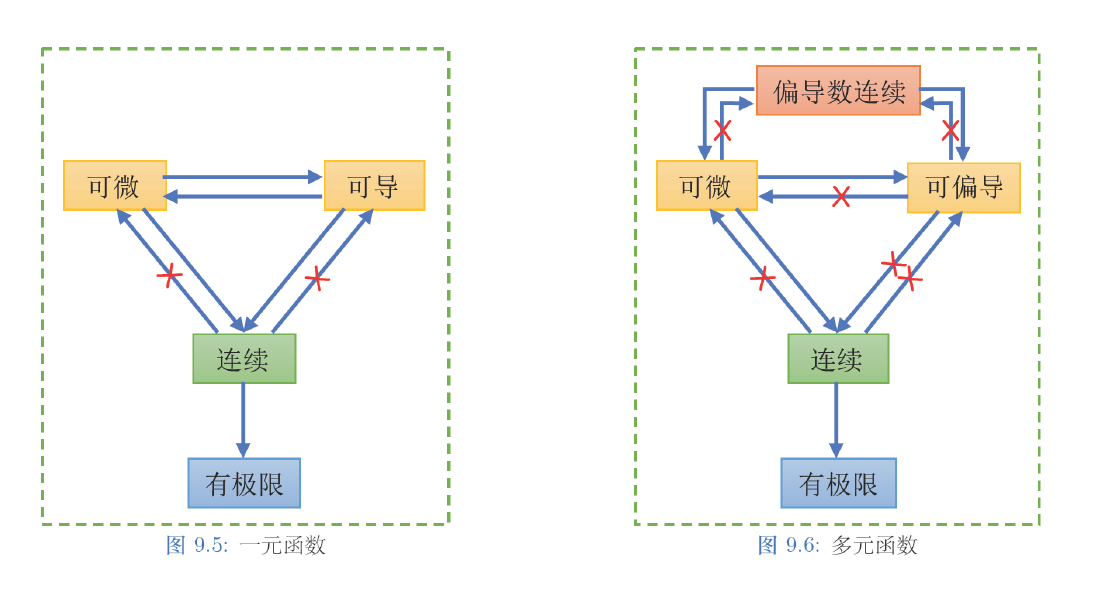 可微
可导
连续
有极限
图 9.5: 一元函数
偏导数连续
可微
可偏导
连续
有极限
图 9.6: 多元函数